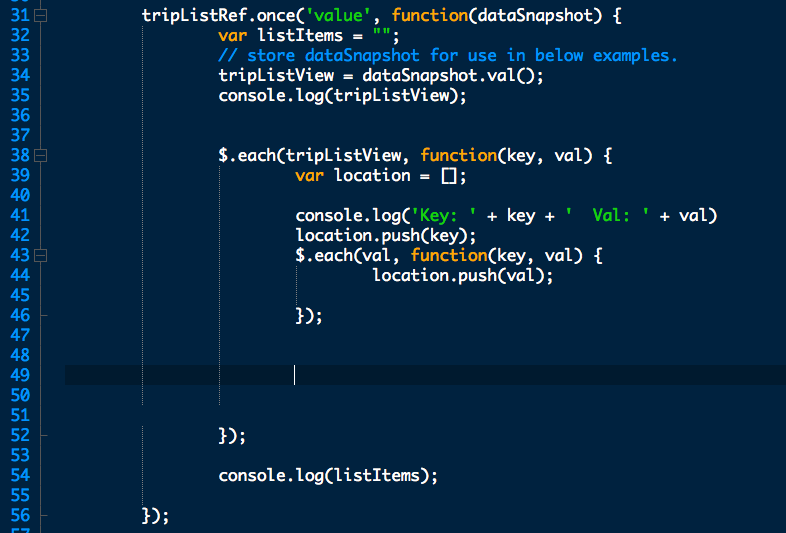 31 tripListRef.once('value', function(dataSnapshot) {
32 var listItems = "";
33 // store dataSnapshot for use in below examples.
34 tripListView = dataSnapshot.val();
35 console.log(tripListView);
36
37
38 $.each(tripListView, function(key, val) {
39 var location = [];
40
41 console.log('Key: ' + key + '  Val: ' + val)
42 location.push(key);
43 $.each(val, function(key, val) {
44 location.push(val);
45
46 });
47
48
49
50
51
52 });
53
54 console.log(listItems);
55
56 });
57